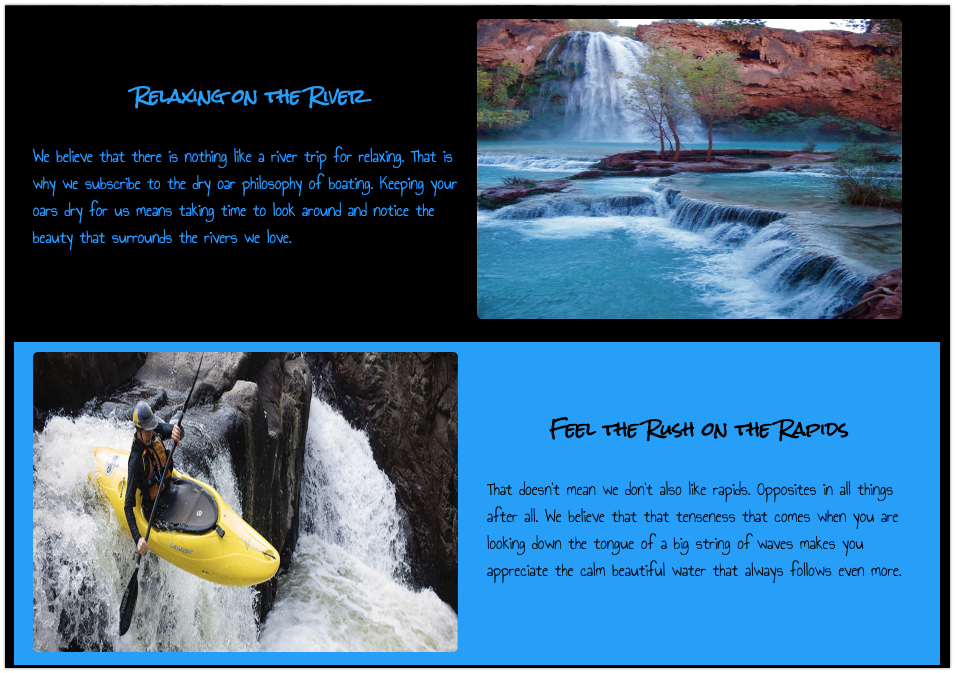 Relaxing on the River
We believe that there is nothing like a river trip for relaxing. That is
why we subscribe to the dry oar philosophy of boating. Keeping your
oars dry for us means taking time to look around and notice the
beauty that surrounds the rivers we love.
Feel the Rush on the Rapids
That doesn't mean we don't also like rapids. Opposites in all things
after all. We believe that that tenseness that comes when you are
looking down the tongue of a big string of waves makes you
appreciate the calm beautiful water that always follows even more.